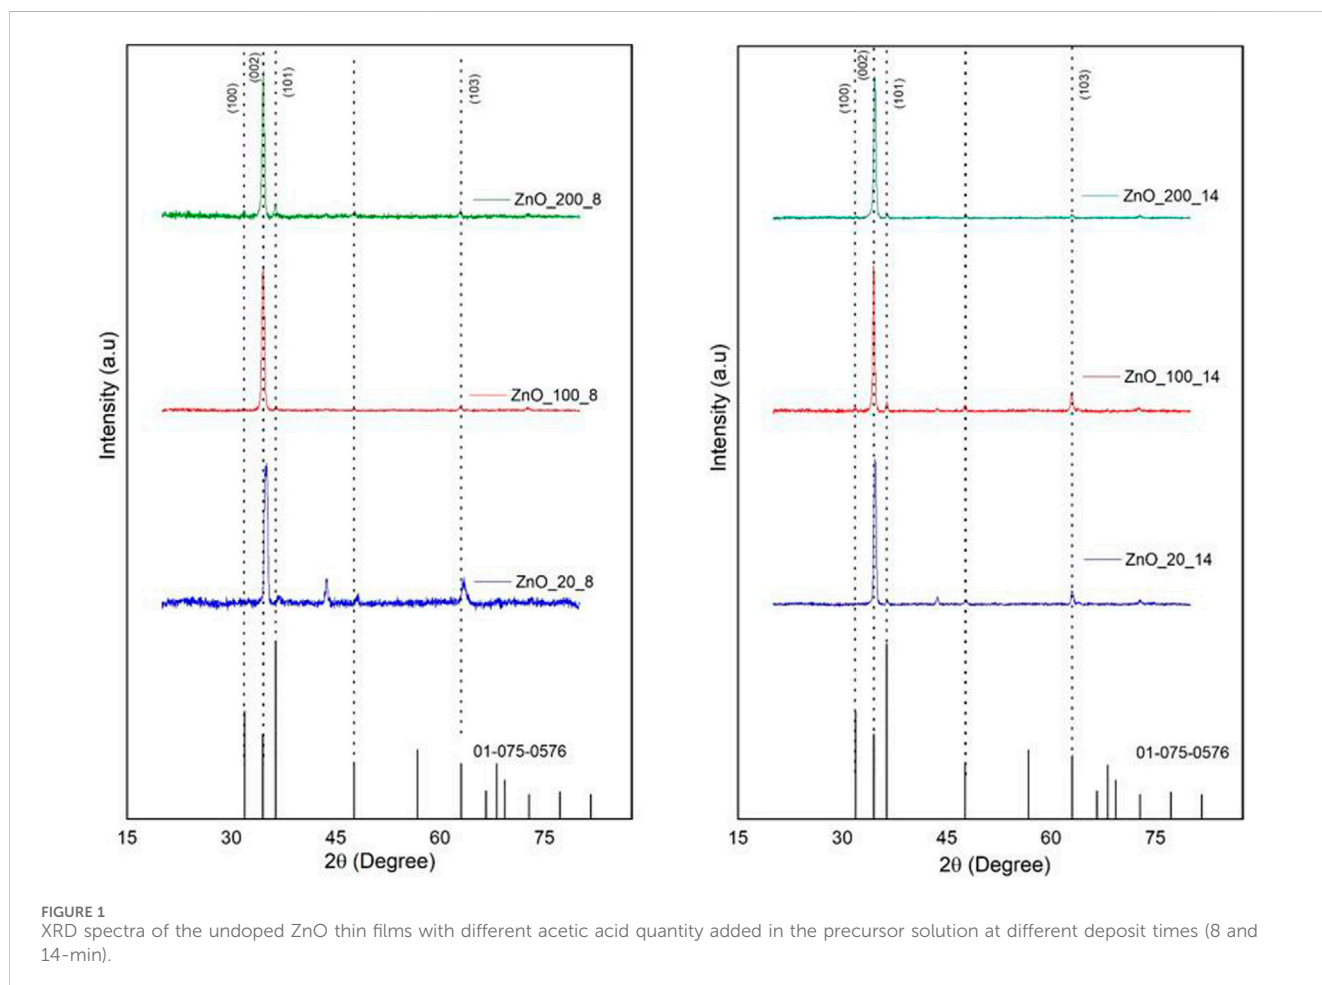 (100)
(002)
(101)
(103)
ZnO_200_8
ZnO_100_8
ZnO_20_8
01-075-0576
Intensity (a.u)
15 30 45 60 75
2θ (Degree)
(100)
(002)
(101)
(103)
ZnO_200_14
ZnO_100_14
ZnO_20_14
01-075-0576
Intensity (a.u)
15 30 45 60 75
2θ (Degree)
FIGURE 1
XRD spectra of the undoped ZnO thin films with different acetic acid quantity added in the precursor solution at different deposit times (8 and
14-min).